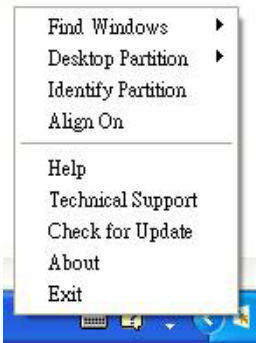 Find Windows
Desktop Partition
Identify Partition
Align On
Help
Technical Support
Check for Update
About
Exit